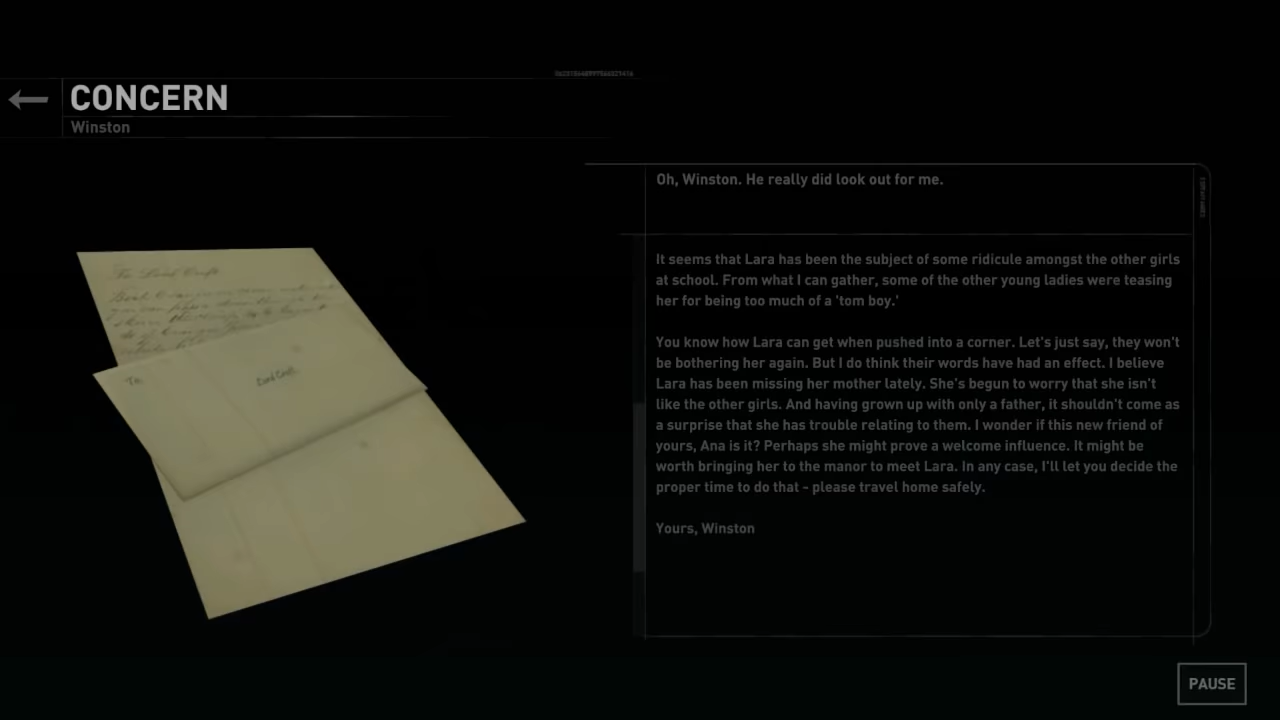 CONCERN
Winston
Oh, Winston. He really did look out for me.
It seems that Lara has been the subject of some ridicule amongst the other girls
at school. From what I can gather, some of the other young ladies were teasing
her for being too much of a 'tom boy.'
You know how Lara can get when pushed into a corner. Let's just say, they won't
be bothering her again. But I do think their words have had an effect. I believe
Lara has been missing her mother lately. She's begun to worry that she isn't
like the other girls. And having grown up with only a father, it shouldn't come as
a surprise that she has trouble relating to them. I wonder if this new friend of
yours, Ana is it? Perhaps she might prove a welcome influence. It might be
worth bringing her to the manor to meet Lara. In any case, I'll let you decide the
proper time to do that - please travel home safely.
Yours, Winston
To Lord Croft
To:
Lord Croft
PAUSE